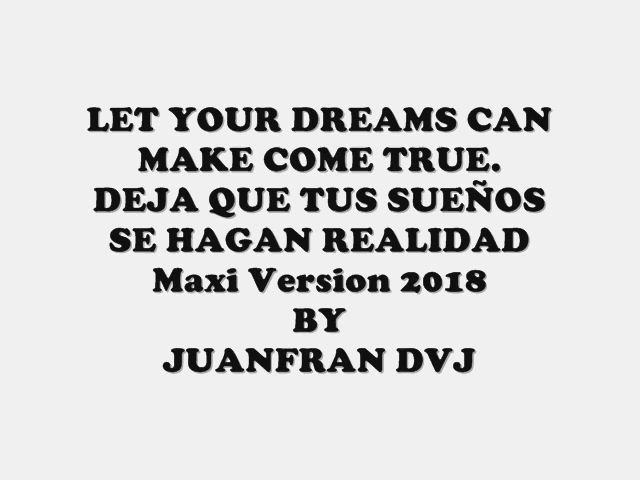 LET YOUR DREAMS CAN
MAKE COME TRUE.
DEJA QUE TUS SUEÑOS
SE HAGAN REALIDAD
Maxi Version 2018
BY
JUANFRAN DVJ